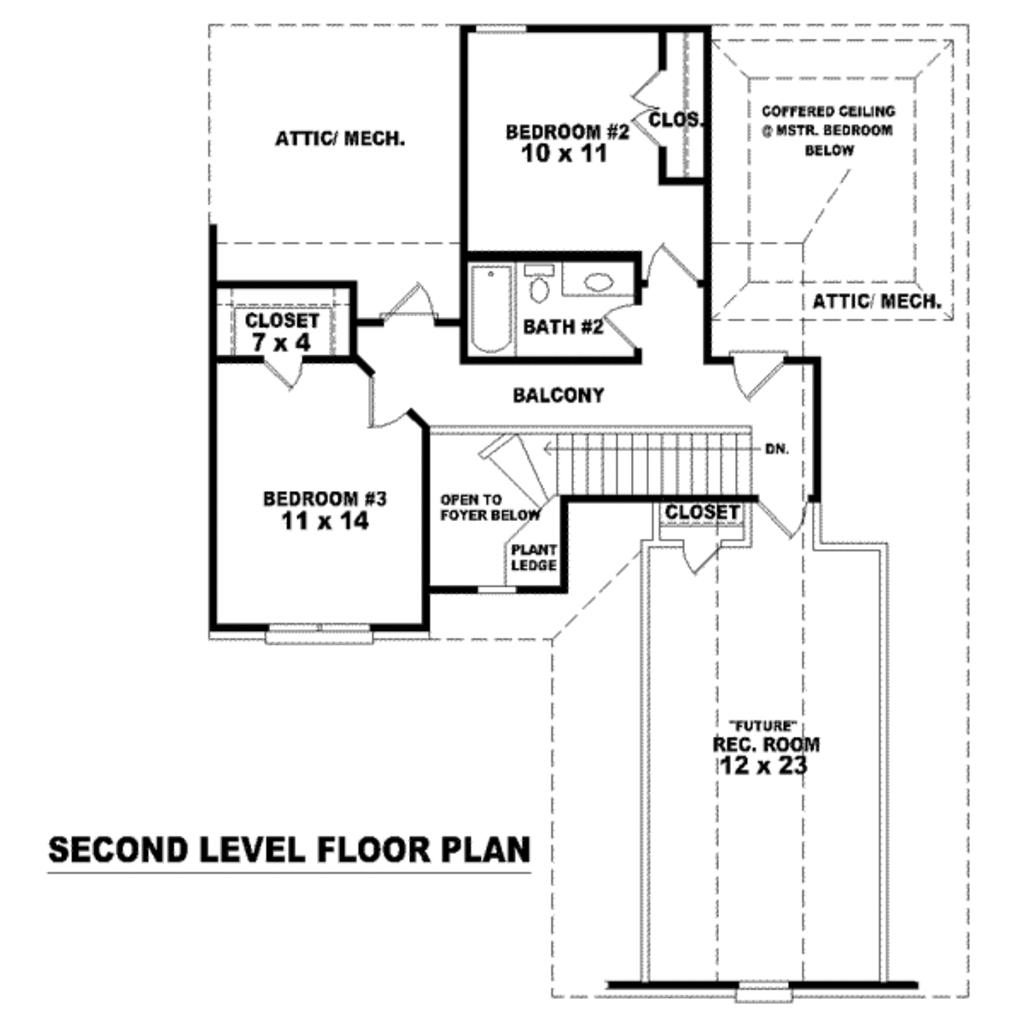 ATTIC/ MECH.
BEDROOM #2
10 x 11
CLOS.
COFFERED CEILING
@ MSTR. BEDROOM
BELOW
ATTIC/ MECH.
CLOSET
7 x 4
BATH #2
BALCONY
DN.
BEDROOM #3
11 x 14
OPEN TO
FOYER BELOW
PLANT
LEDGE
CLOSET
"FUTURE"
REC. ROOM
12 x 23
SECOND LEVEL FLOOR PLAN